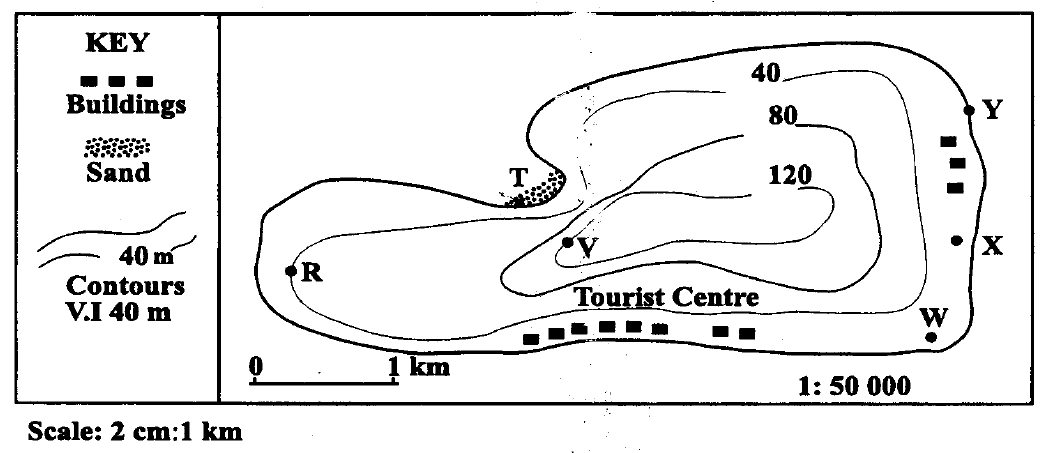 KEY
Buildings
Sand
40 m
Contours
V.I 40 m
40
80
120
Y
T
V
X
R
Tourist Centre
W
0 1 km
1: 50 000
Scale: 2 cm:1 km